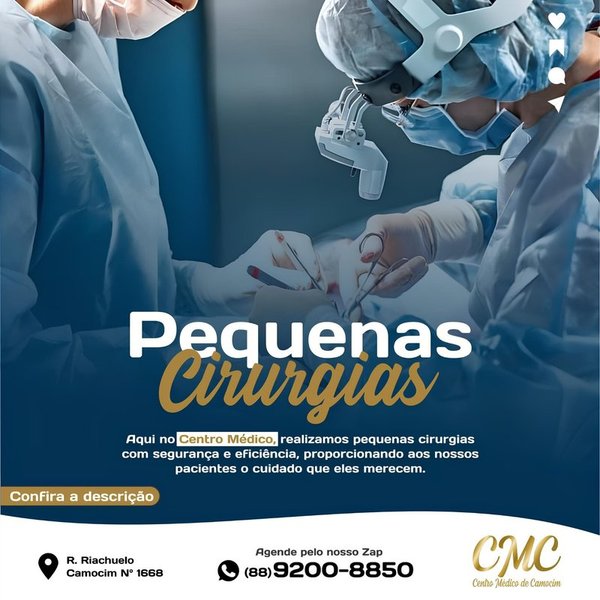 Pequenas
Cirurgias
Aqui no Centro Médico, realizamos pequenas cirurgias
com segurança e eficiência, proporcionando aos nossos
pacientes o cuidado que eles merecem.
Confira a descrição
R. Riachuelo
Camocim Nº 1668
Agende pelo nosso Zap
(88)9200-8850
CMC
Centro Médico de Camocim